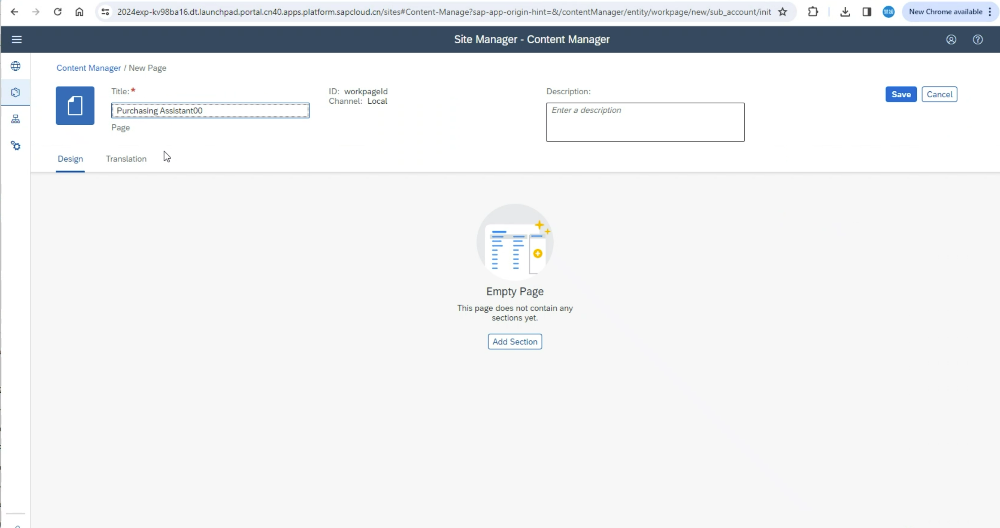 2024exp-kv98ba16.dt.launchpad.portal.cn40.apps.platform.sapcloud.cn/sites#Content-Manage?sap-app-origin-hint=&/contentManager/entity/workpage/new/sub_account/init
慧媛
New Chrome available
Site Manager - Content Manager
Content Manager / New Page
Title:*
ID: workpageId
Description:
Save
Cancel
Channel: Local
Purchasing Assistant00
Enter a description
Page
Design
Translation
Empty Page
This page does not contain any
sections yet.
Add Section